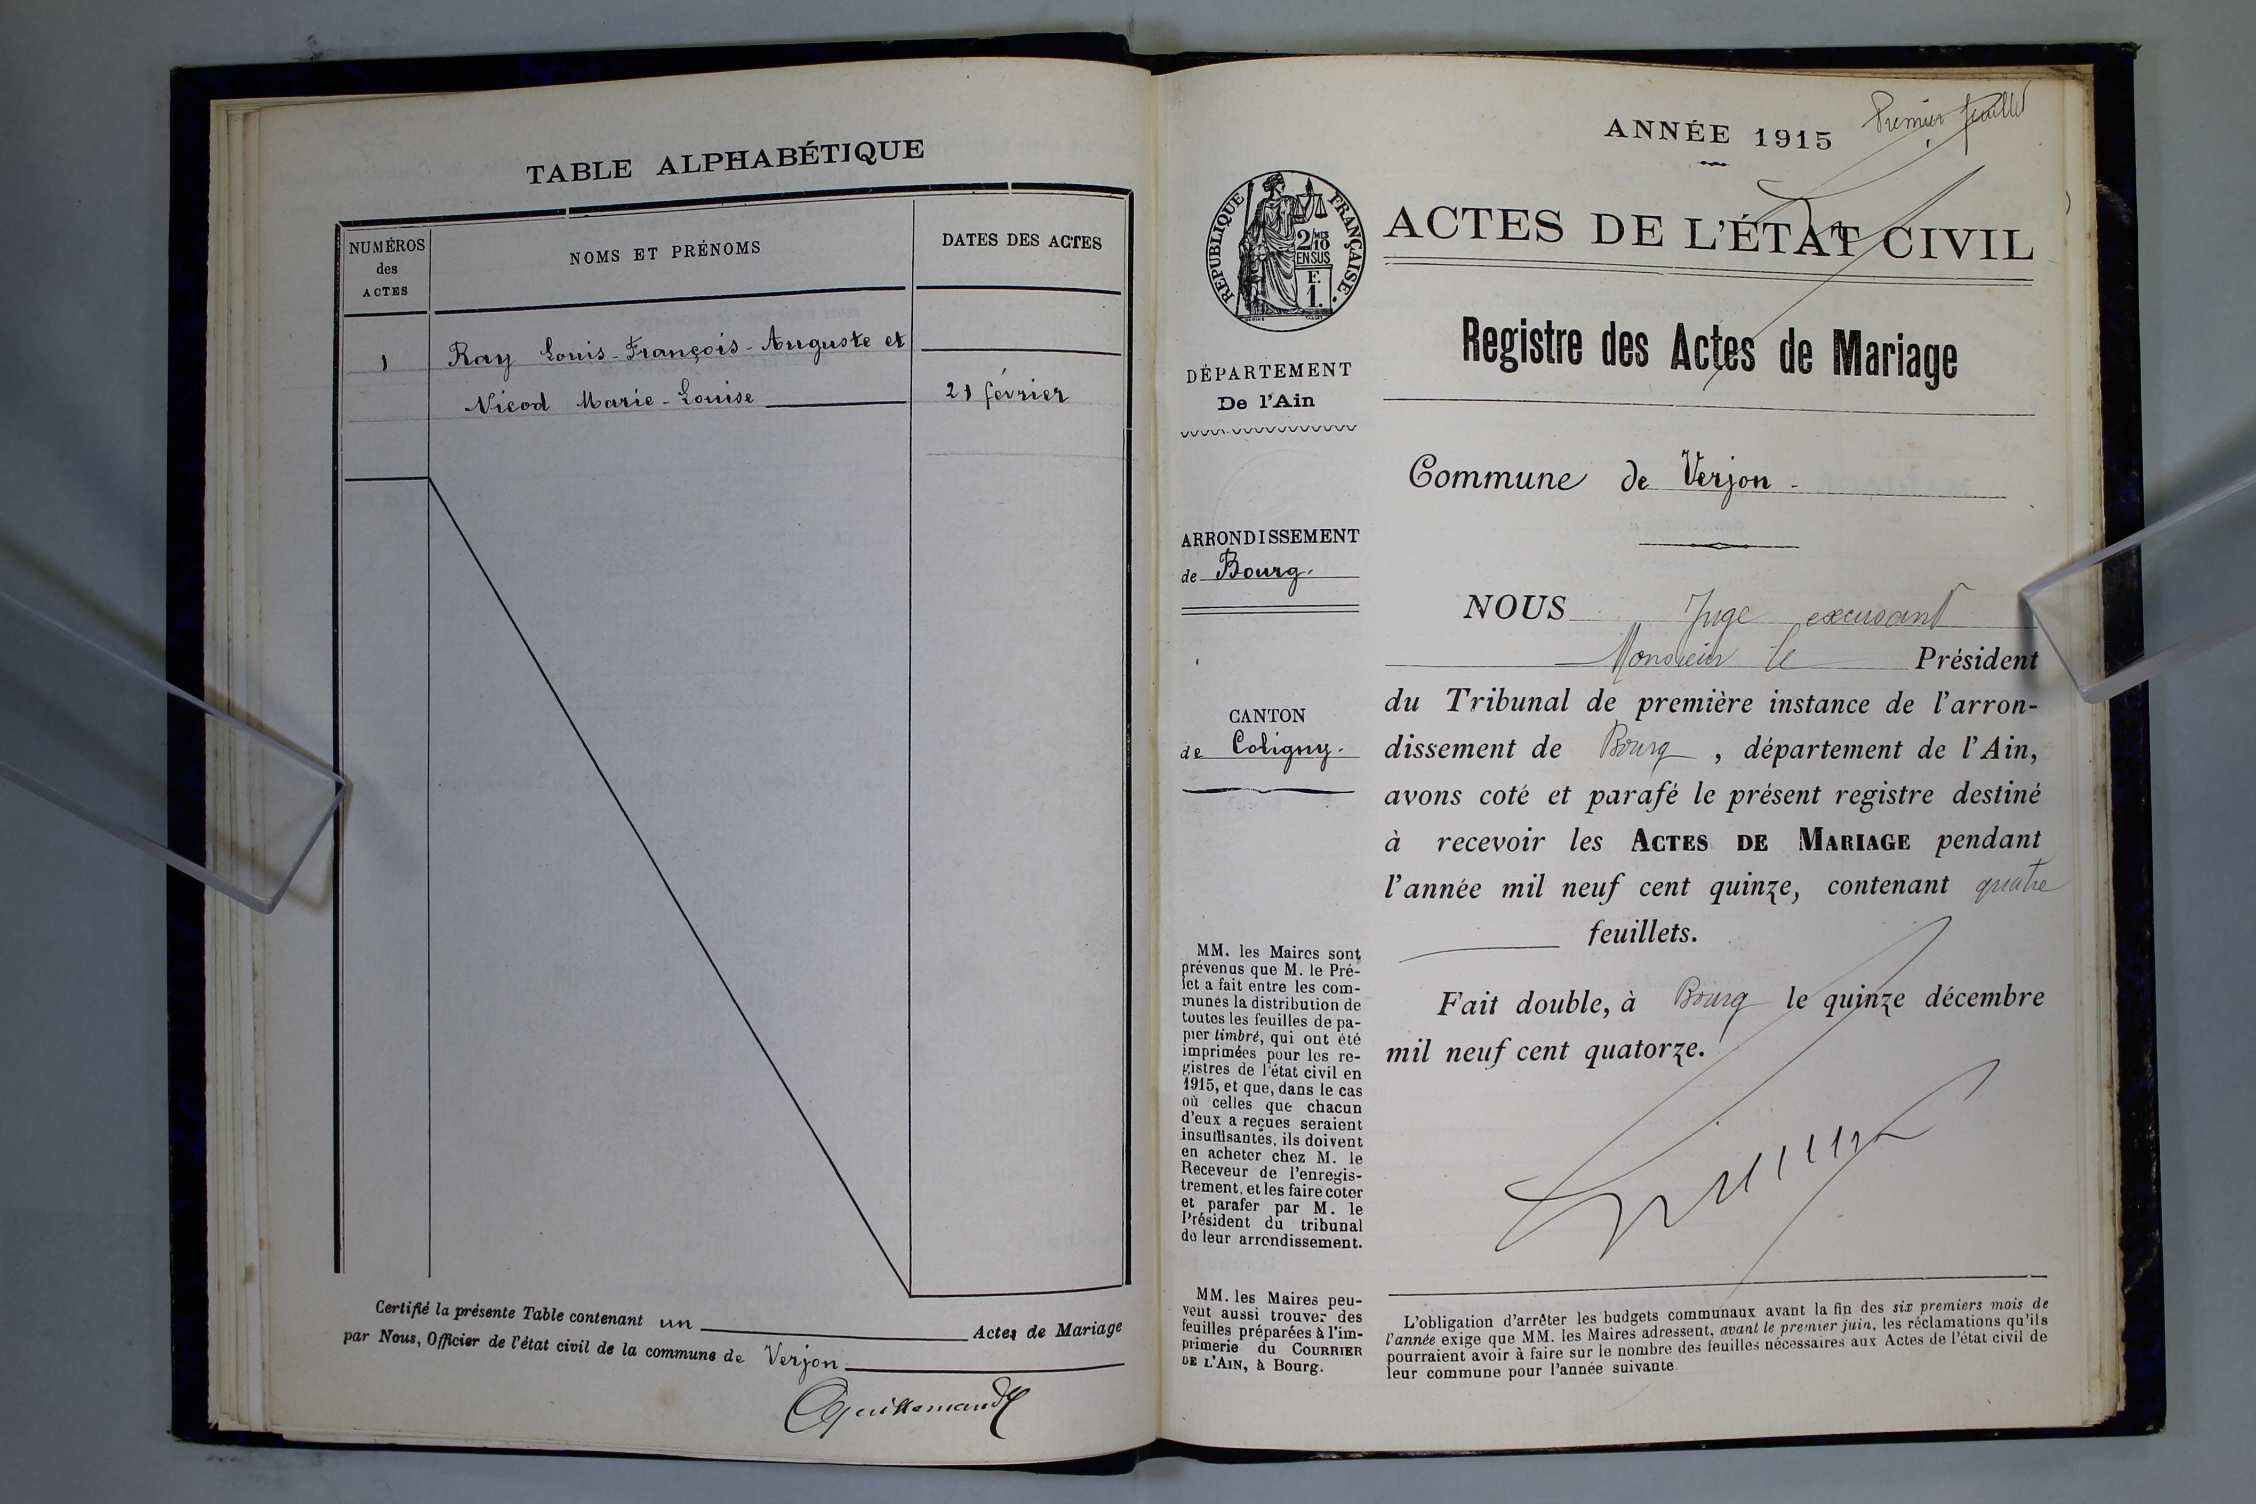 TABLE ALPHABÉTIQUE
NUMÉROS
des
ACTES
NOMS ET PRÉNOMS
DATES DES ACTES
1
Ray Louis-François-Auguste et
Nicod Marie-Louise
21 février
Certifié la présente Table contenant un Actes de Mariage
par Nous, Officier de l'état civil de la commune de Verjon
Guillemaud
ANNÉE 1915
Premier feuillet
RÉPUBLIQUE FRANÇAISE
2/10 MES
EN SUS
F.
1.
ACTES DE L'ÉTAT CIVIL
Registre des Actes de Mariage
DÉPARTEMENT
De l'Ain
Commune de Verjon -
ARRONDISSEMENT
de Bourg.
CANTON
de Coligny.
NOUS Juge excusant
Monsieur le Président
du Tribunal de première instance de l'arron-
dissement de Bourg, département de l'Ain,
avons coté et parafé le présent registre destiné
à recevoir les ACTES DE MARIAGE pendant
l'année mil neuf cent quinze, contenant quatre
feuillets.
Fait double, à Bourg le quinze décembre
mil neuf cent quatorze.
MM. les Maires sont
prévenus que M. le Pré-
fet a fait entre les com-
munes la distribution de
toutes les feuilles de pa-
pier timbré, qui ont été
imprimées pour les re-
gistres de l'état civil en
1915, et que, dans le cas
où celles que chacun
d'eux a reçues seraient
insuffisantes, ils doivent
en acheter chez M. le
Receveur de l'enregis-
trement, et les faire coter
et parafer par M. le
Président du tribunal
de leur arrondissement.
MM. les Maires peu-
vent aussi trouver des
feuilles préparées à l'im-
primerie du COURRIER
DE L'AIN, à Bourg.
L'obligation d'arrêter les budgets communaux avant la fin des six premiers mois de
l'année exige que MM. les Maires adressent, avant le premier juin, les réclamations qu'ils
pourraient avoir à faire sur le nombre des feuilles nécessaires aux Actes de l'état civil de
leur commune pour l'année suivante.